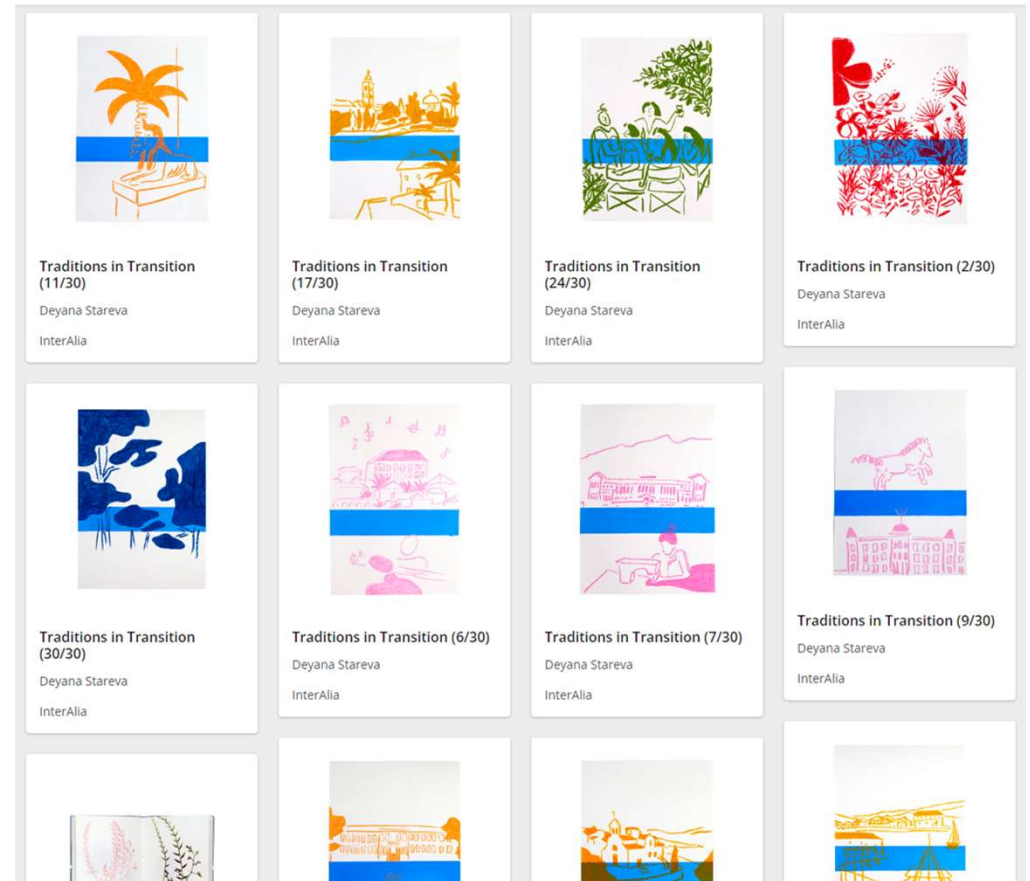 Traditions in Transition
(11/30)
Deyana Stareva
InterAlia
Traditions in Transition
(17/30)
Deyana Stareva
InterAlia
Traditions in Transition
(24/30)
Deyana Stareva
InterAlia
Traditions in Transition (2/30)
Deyana Stareva
InterAlia
Traditions in Transition
(30/30)
Deyana Stareva
InterAlia
Traditions in Transition (6/30)
Deyana Stareva
InterAlia
Traditions in Transition (7/30)
Deyana Stareva
InterAlia
Traditions in Transition (9/30)
Deyana Stareva
InterAlia